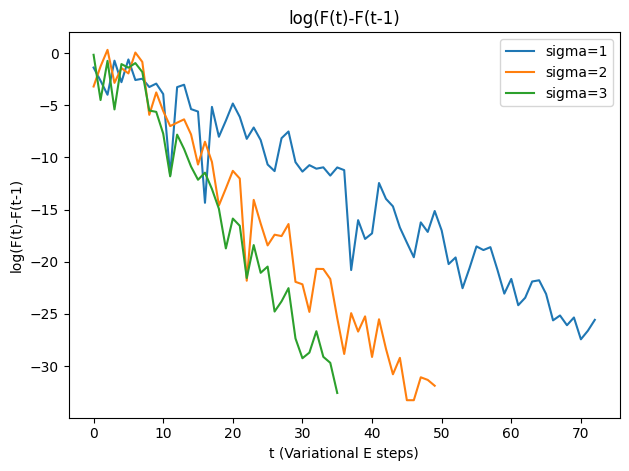 log(F(t)-F(t-1)
sigma=1
sigma=2
sigma=3
log(F(t)-F(t-1)
0
−5
−10
−15
−20
−25
−30
0 10 20 30 40 50 60 70
t (Variational E steps)